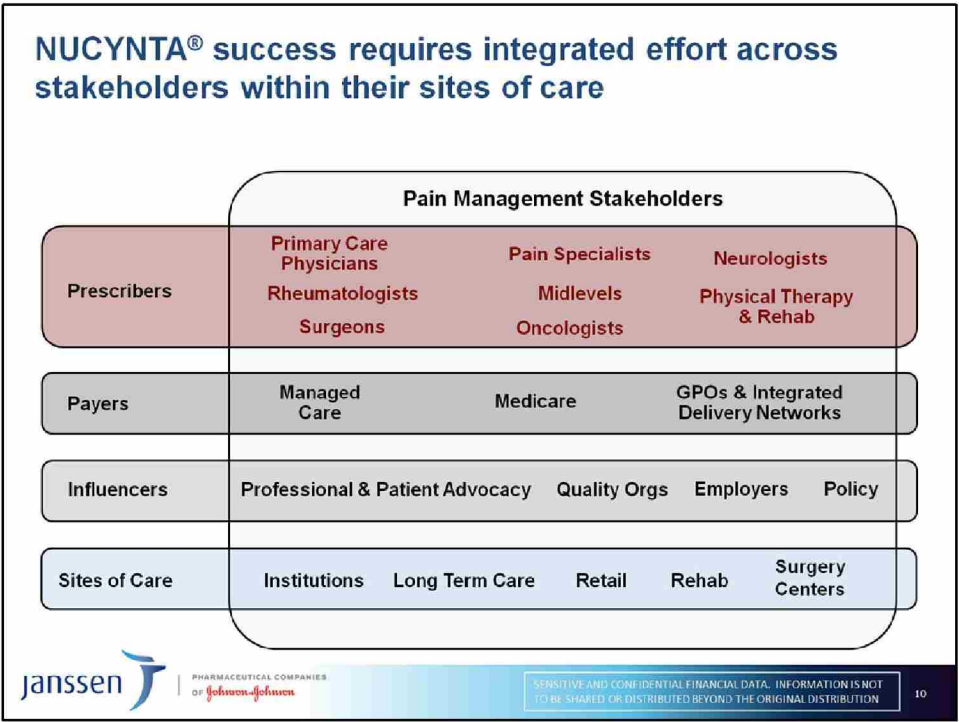 NUCYNTA® success requires integrated effort across
stakeholders within their sites of care
Pain Management Stakeholders
Prescribers
Primary Care
Physicians
Pain Specialists
Neurologists
Rheumatologists
Midlevels
Physical Therapy
& Rehab
Surgeons
Oncologists
Payers
Managed
Care
Medicare
GPOs & Integrated
Delivery Networks
Influencers
Professional & Patient Advocacy
Quality Orgs
Employers
Policy
Sites of Care
Institutions
Long Term Care
Retail
Rehab
Surgery
Centers
janssen
PHARMACEUTICAL COMPANIES
OF Johnson & Johnson
SENSITIVE AND CONFIDENTIAL FINANCIAL DATA. INFORMATION IS NOT
TO BE SHARED OR DISTRIBUTED BEYOND THE ORIGINAL DISTRIBUTION
10